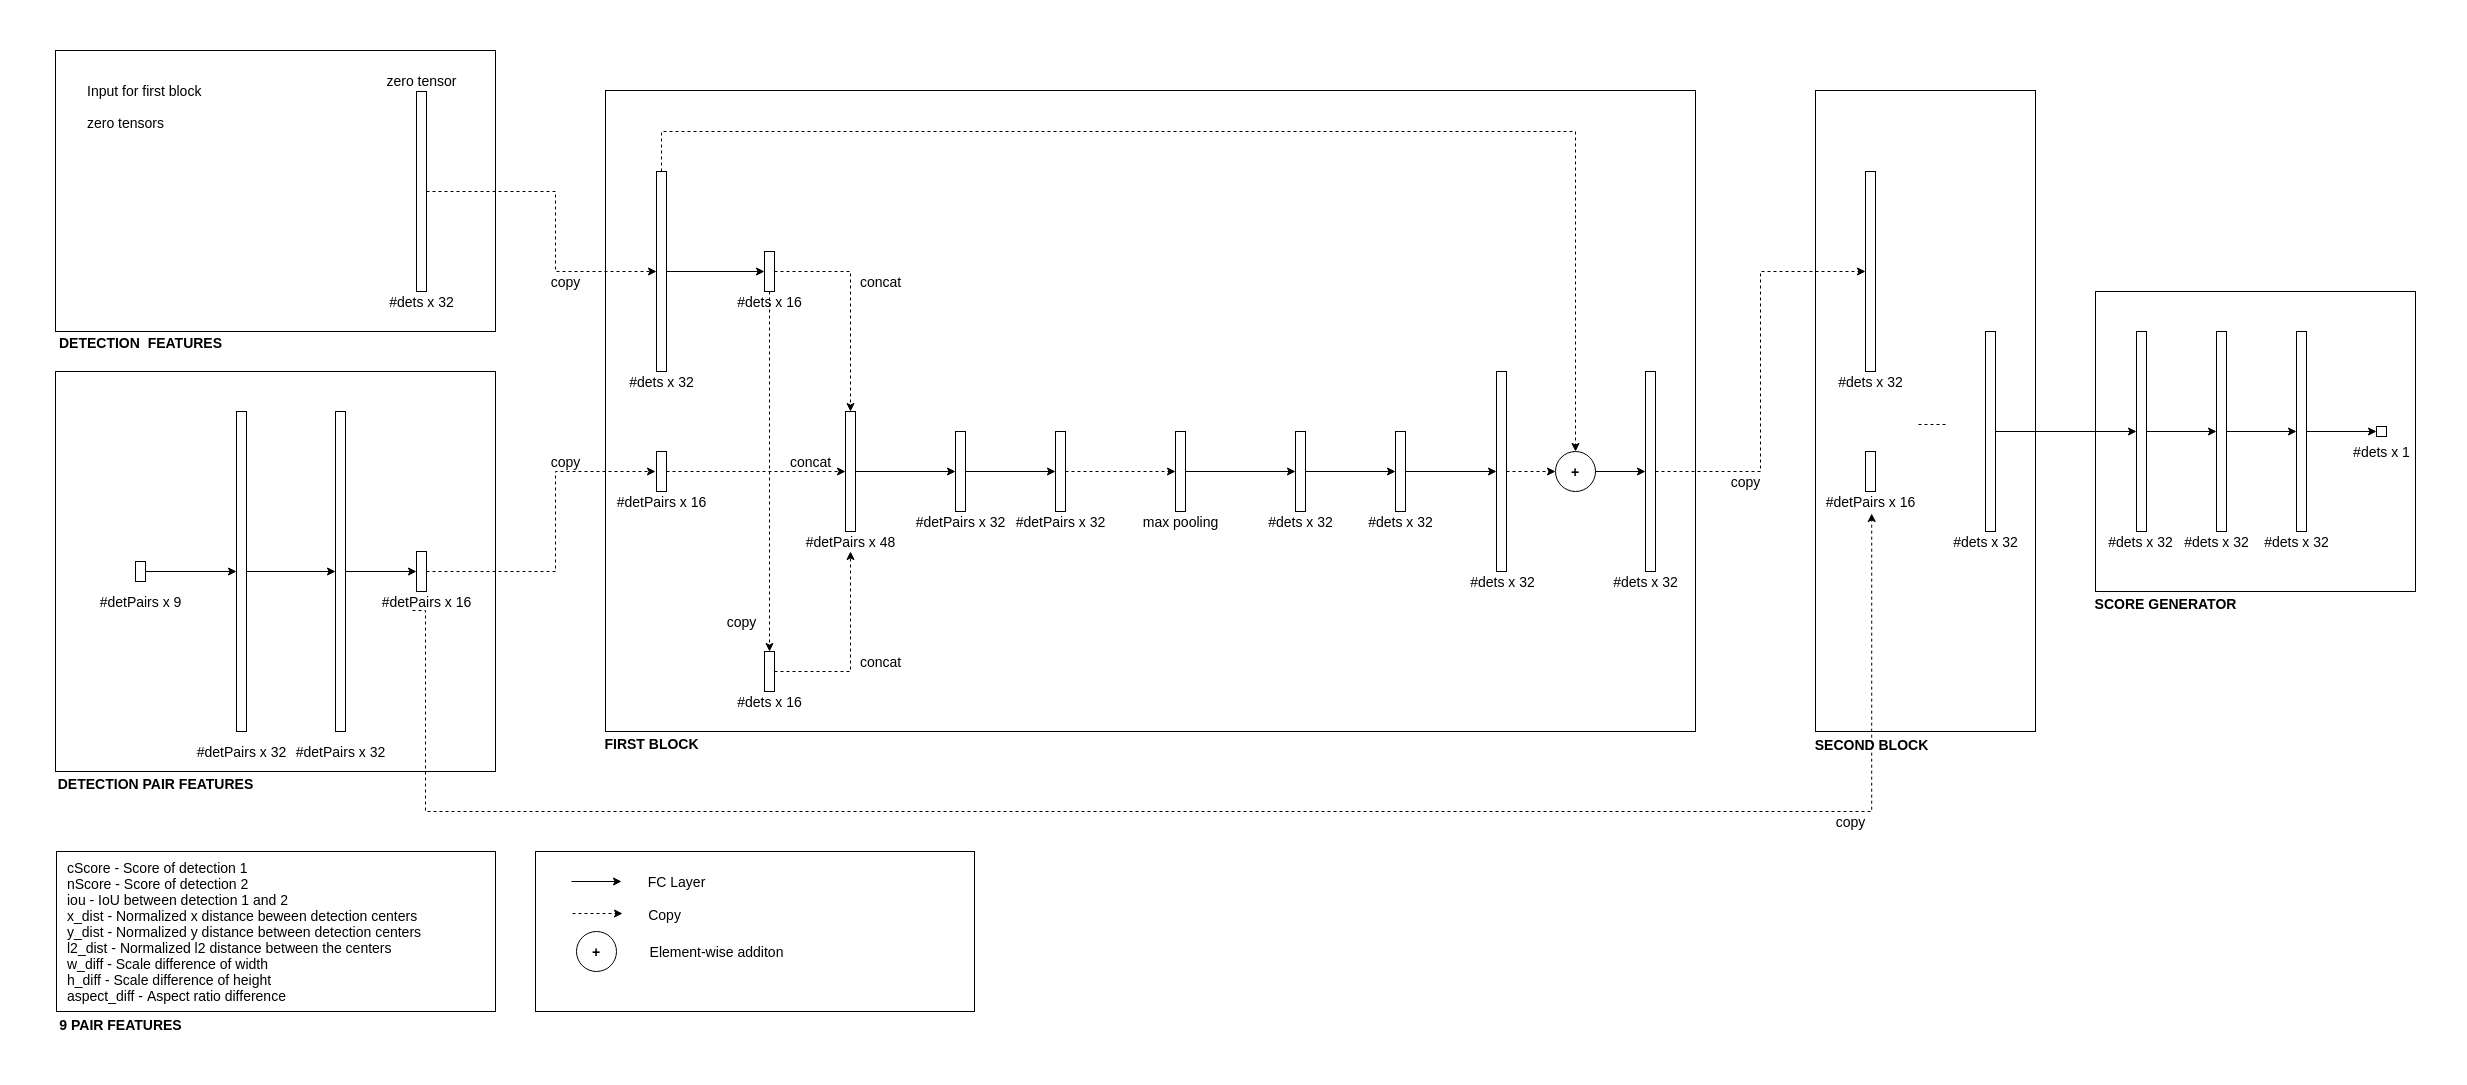 zero tensor
Input for first block
zero tensors
#dets x 32
DETECTION  FEATURES
#detPairs x 9
#detPairs x 32
#detPairs x 32
#detPairs x 16
DETECTION PAIR FEATURES
copy
copy
#dets x 32
#dets x 16
concat
#detPairs x 16
concat
#detPairs x 48
copy
#dets x 16
concat
#detPairs x 32
#detPairs x 32
max pooling
#dets x 32
#dets x 32
#dets x 32
+
#dets x 32
FIRST BLOCK
copy
#dets x 32
#detPairs x 16
#dets x 32
SECOND BLOCK
copy
#dets x 32
#dets x 32
#dets x 32
#dets x 1
SCORE GENERATOR
cScore - Score of detection 1
nScore - Score of detection 2
iou - IoU between detection 1 and 2
x_dist - Normalized x distance beween detection centers
y_dist - Normalized y distance between detection centers
l2_dist - Normalized l2 distance between the centers
w_diff - Scale difference of width
h_diff - Scale difference of height
aspect_diff - Aspect ratio difference
9 PAIR FEATURES
FC Layer
Copy
+ Element-wise additon